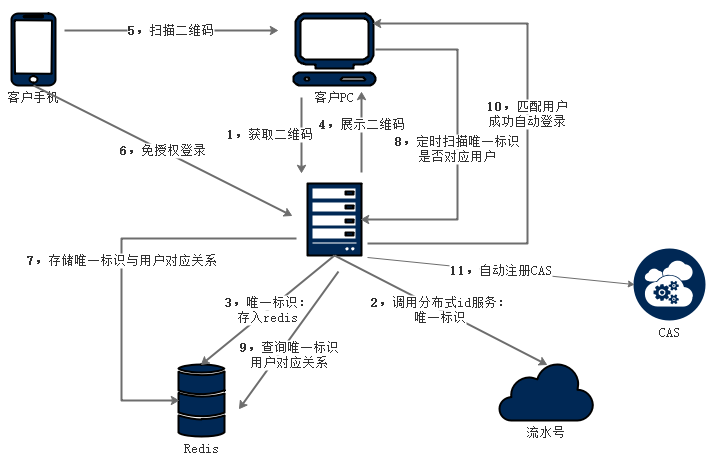 5，扫描二维码
客户手机
客户PC
10，匹配用户
成功自动登录
1，获取二维码
4，展示二维码
8，定时扫描唯一标识
是否对应用户
6，免授权登录
7，存储唯一标识与用户对应关系
11，自动注册CAS
3，唯一标识：
存入redis
2，调用分布式id服务：
唯一标识
CAS
9，查询唯一标识
用户对应关系
流水号
Redis